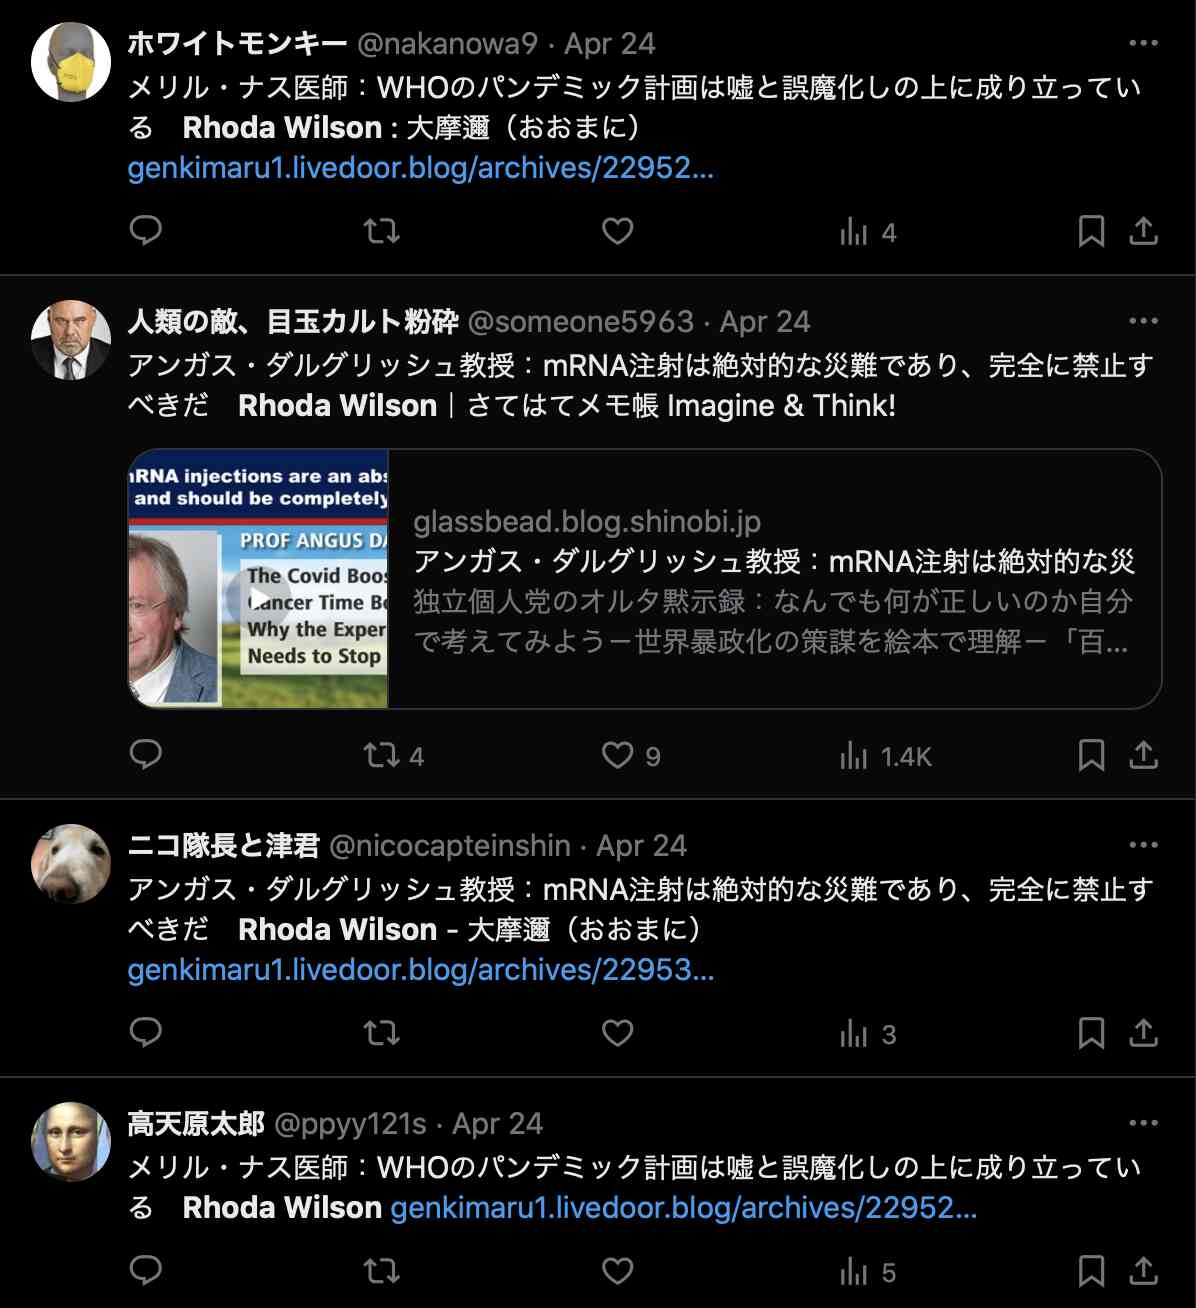 ホワイトモンキー @nakanowa9 · Apr 24
メリル・ナス医師：WHOのパンデミック計画は嘘と誤魔化しの上に成り立ってい
る　Rhoda Wilson : 大摩邇（おおまに）
genkimaru1.livedoor.blog/archives/22952...
4
人類の敵、目玉カルト粉砕 @someone5963 · Apr 24
アンガス・ダルグリッシュ教授：mRNA注射は絶対的な災難であり、完全に禁止す
べきだ　Rhoda Wilson｜さてはてメモ帳 Imagine & Think!
mRNA injections are an abs
and should be completely
PROF ANGUS DA
The Covid Boos
Cancer Time Bo
Why the Exper
Needs to Stop
glassbead.blog.shinobi.jp
アンガス・ダルグリッシュ教授：mRNA注射は絶対的な災
独立個人党のオルタ黙示録：なんでも何が正しいのか自分
で考えてみようー世界暴政化の策謀を絵本で理解ー「百...
4 9 1.4K
ニコ隊長と津君 @nicocapteinshin · Apr 24
アンガス・ダルグリッシュ教授：mRNA注射は絶対的な災難であり、完全に禁止す
べきだ　Rhoda Wilson - 大摩邇（おおまに）
genkimaru1.livedoor.blog/archives/22953...
3
高天原太郎 @ppyy121s · Apr 24
メリル・ナス医師：WHOのパンデミック計画は嘘と誤魔化しの上に成り立ってい
る　Rhoda Wilson genkimaru1.livedoor.blog/archives/22952...
5